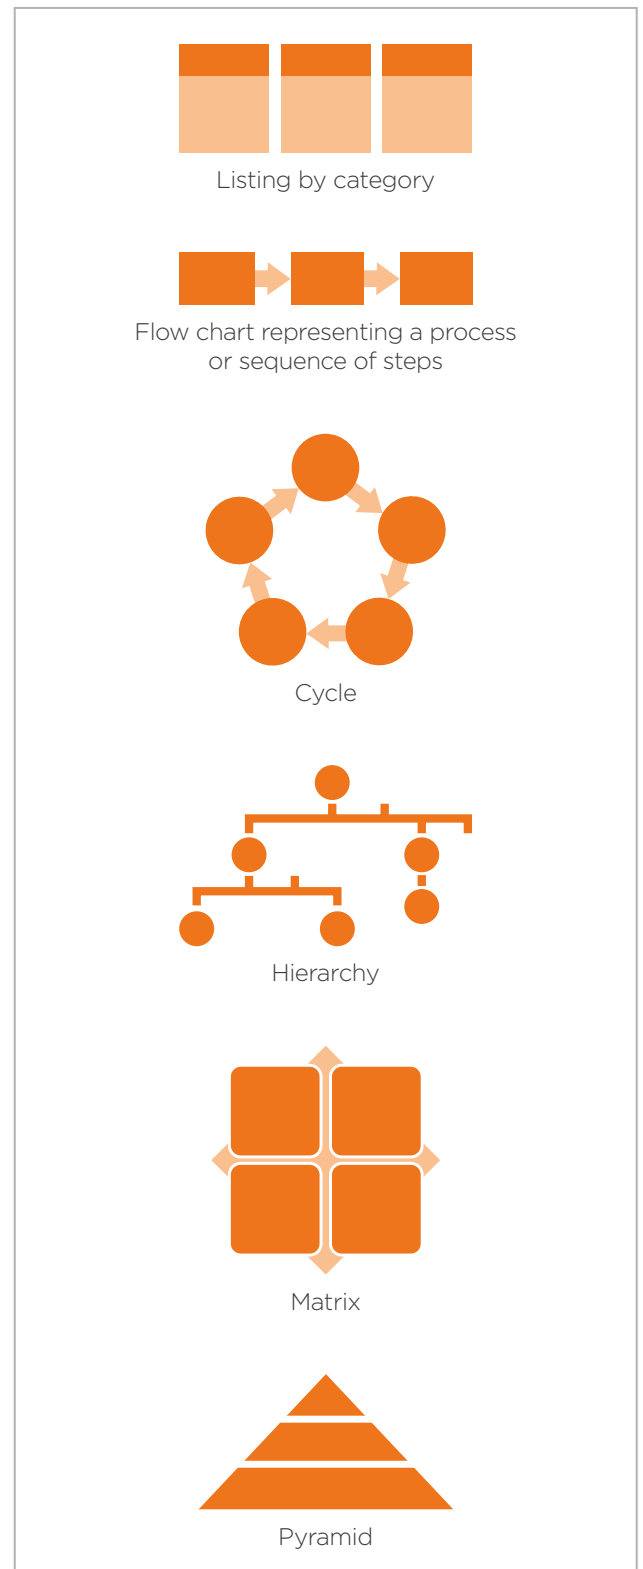 Listing by category
Flow chart representing a process
or sequence of steps
Cycle
Hierarchy
Matrix
Pyramid